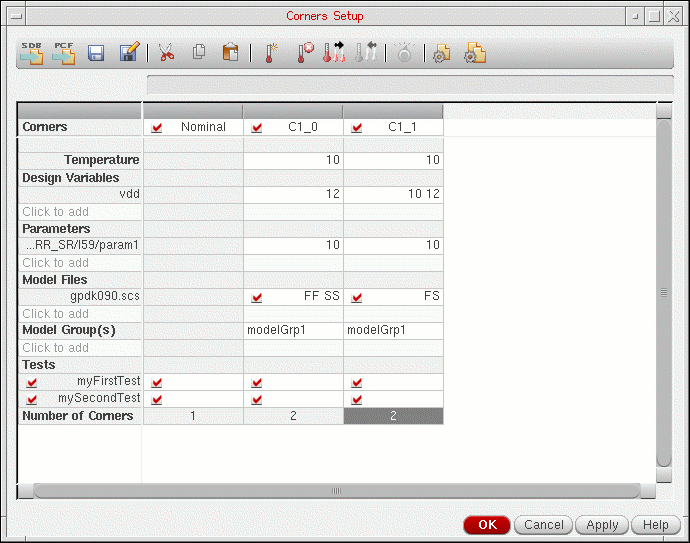 Corners Setup
SDB PCF
Corners Nominal C1_0 C1_1
Temperature 10 10
Design Variables
vdd 12 10 12
Click to add
Parameters
...RR_SR/I59/param1 10 10
Click to add
Model Files
gpdk090.scs FF SS FS
Click to add
Model Group(s) modelGrp1 modelGrp1
Click to add
Tests
myFirstTest
mySecondTest
Number of Corners 1 2 2
OK Cancel Apply Help